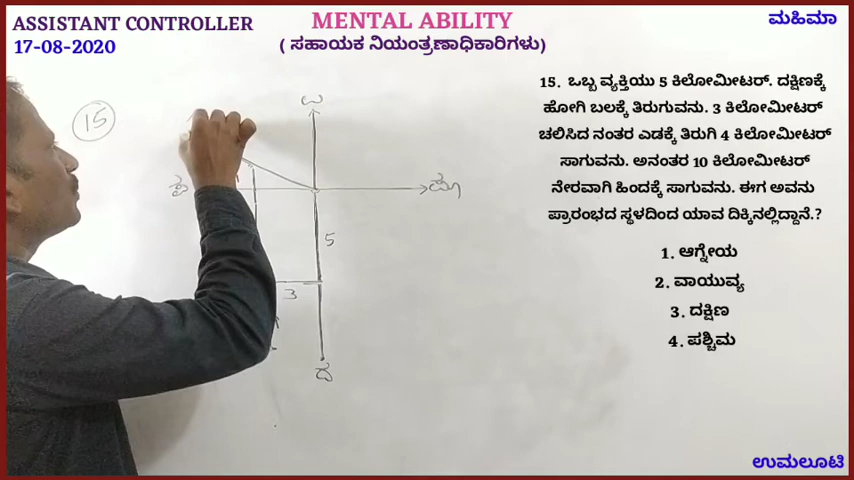 ASSISTANT CONTROLLER
17-08-2020
MENTAL ABILITY
( ಸಹಾಯಕ ನಿಯಂತ್ರಣಾಧಿಕಾರಿಗಳು)
ಮಹಿಮಾ
15
15. ಒಬ್ಬ ವ್ಯಕ್ತಿಯು 5 ಕಿಲೋಮೀಟರ್. ದಕ್ಷಿಣಕ್ಕೆ
ಹೋಗಿ ಬಲಕ್ಕೆ ತಿರುಗುವನು. 3 ಕಿಲೋಮೀಟರ್
ಚಲಿಸಿದ ನಂತರ ಎಡಕ್ಕೆ ತಿರುಗಿ 4 ಕಿಲೋಮೀಟರ್
ಸಾಗುವನು. ಅನಂತರ 10 ಕಿಲೋಮೀಟರ್
ನೇರವಾಗಿ ಹಿಂದಕ್ಕೆ ಸಾಗುವನು. ಈಗ ಅವನು
ಪ್ರಾರಂಭದ ಸ್ಥಳದಿಂದ ಯಾವ ದಿಕ್ಕಿನಲ್ಲಿದ್ದಾನೆ.?
1. ಆಗ್ನೇಯ
2. ವಾಯುವ್ಯ
3. ದಕ್ಷಿಣ
4. ಪಶ್ಚಿಮ
ಉ
ಪ
ಪೂ
5
3
ದ
ಉಮಲೂಟಿ